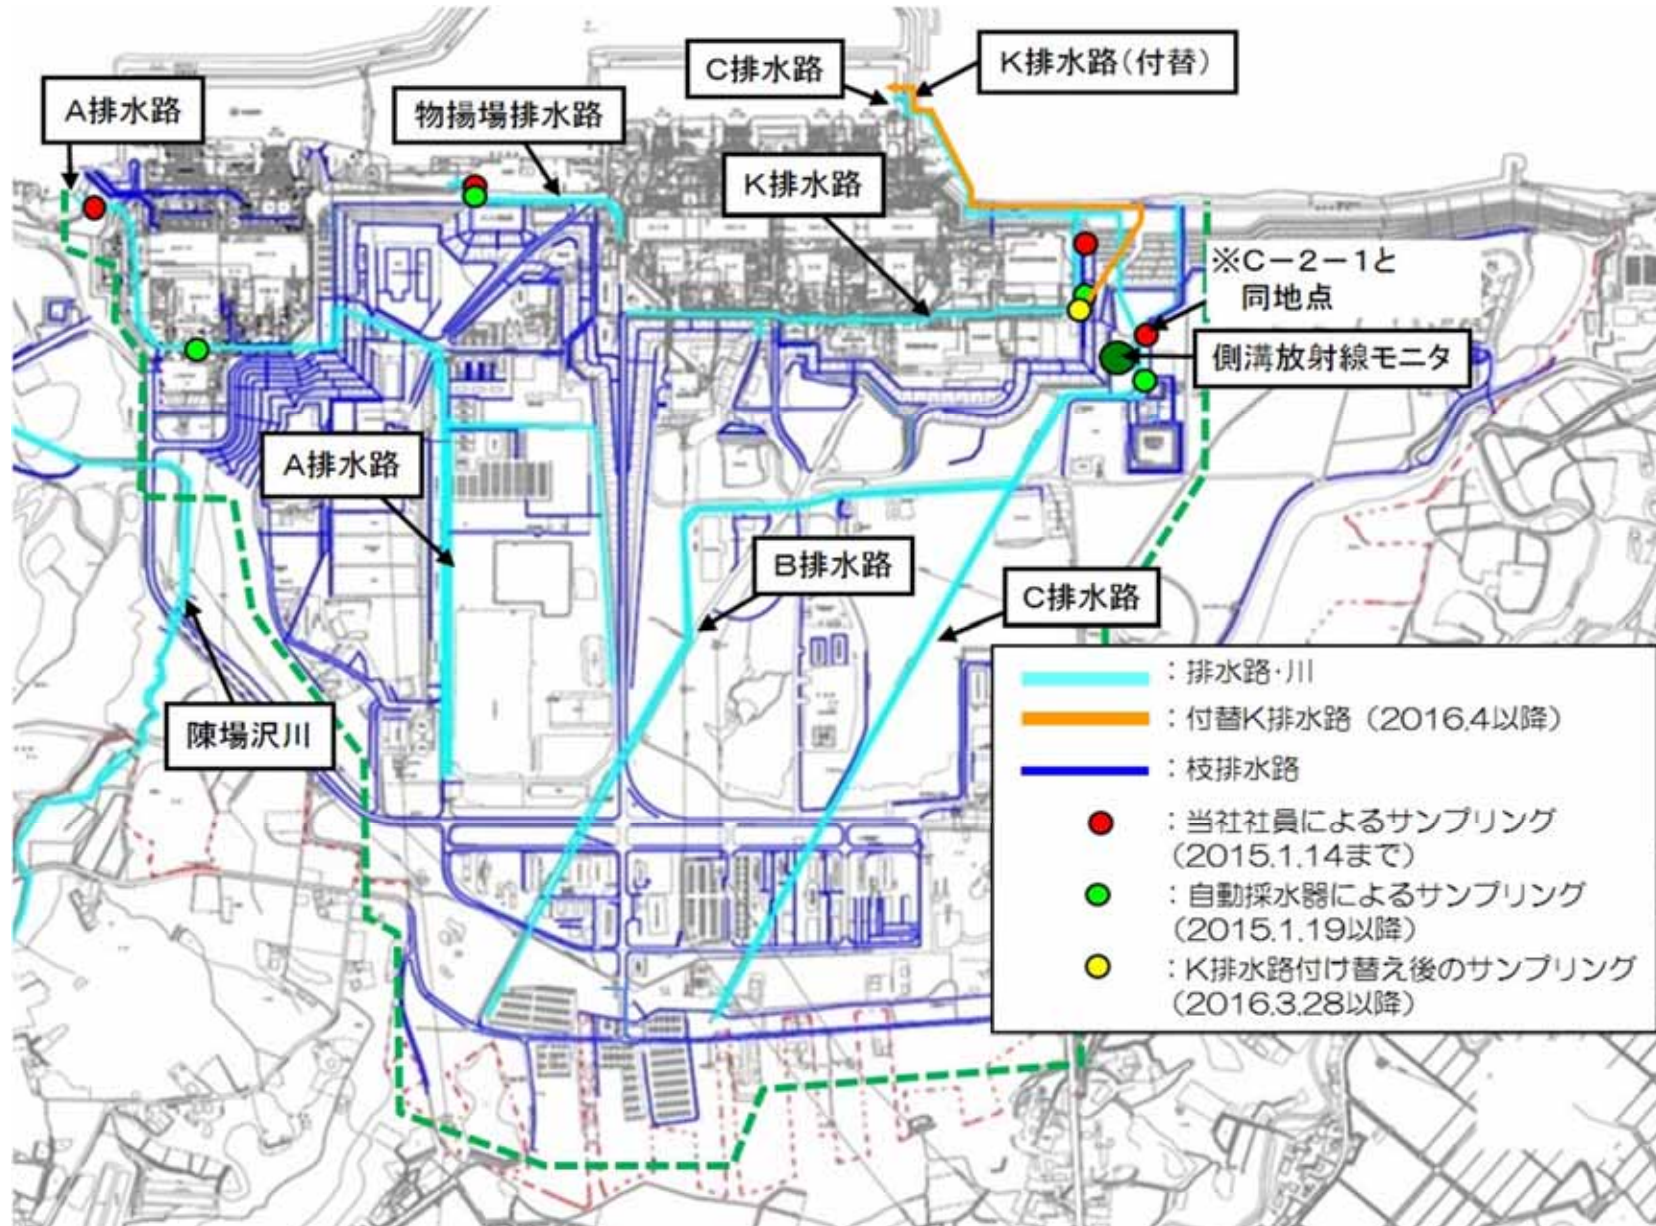 C排水路
K排水路(付替)
A排水路
物揚場排水路
K排水路
※C－2－1と
同地点
側溝放射線モニタ
A排水路
B排水路
C排水路
陳場沢川
：排水路・川
：付替K排水路（2016.4以降）
：枝排水路
：当社社員によるサンプリング
(2015.1.14まで)
：自動採水器によるサンプリング
(2015.1.19以降)
：K排水路付け替え後のサンプリング
(2016.3.28以降)